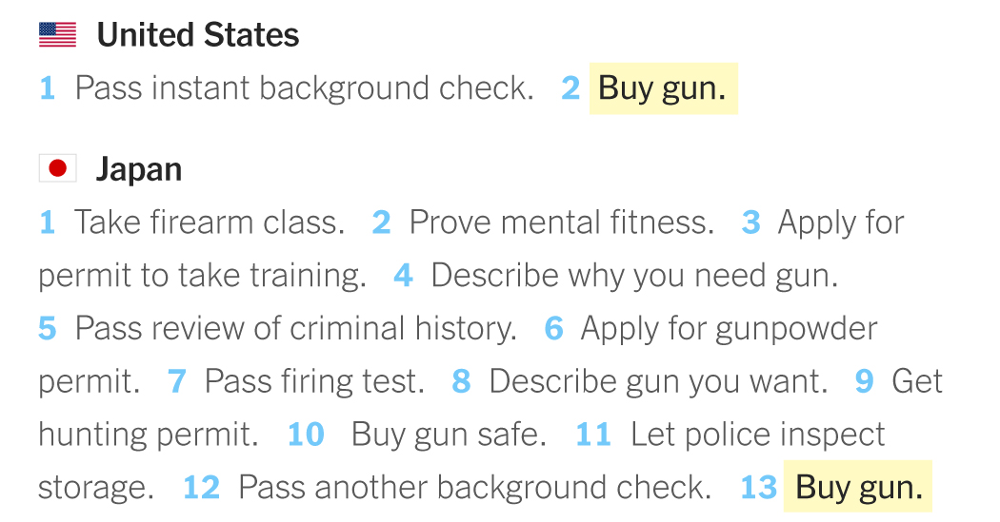 United States
1 Pass instant background check. 2 Buy gun.
Japan
1 Take firearm class. 2 Prove mental fitness. 3 Apply for
permit to take training. 4 Describe why you need gun.
5 Pass review of criminal history. 6 Apply for gunpowder
permit. 7 Pass firing test. 8 Describe gun you want. 9 Get
hunting permit. 10 Buy gun safe. 11 Let police inspect
storage. 12 Pass another background check. 13 Buy gun.